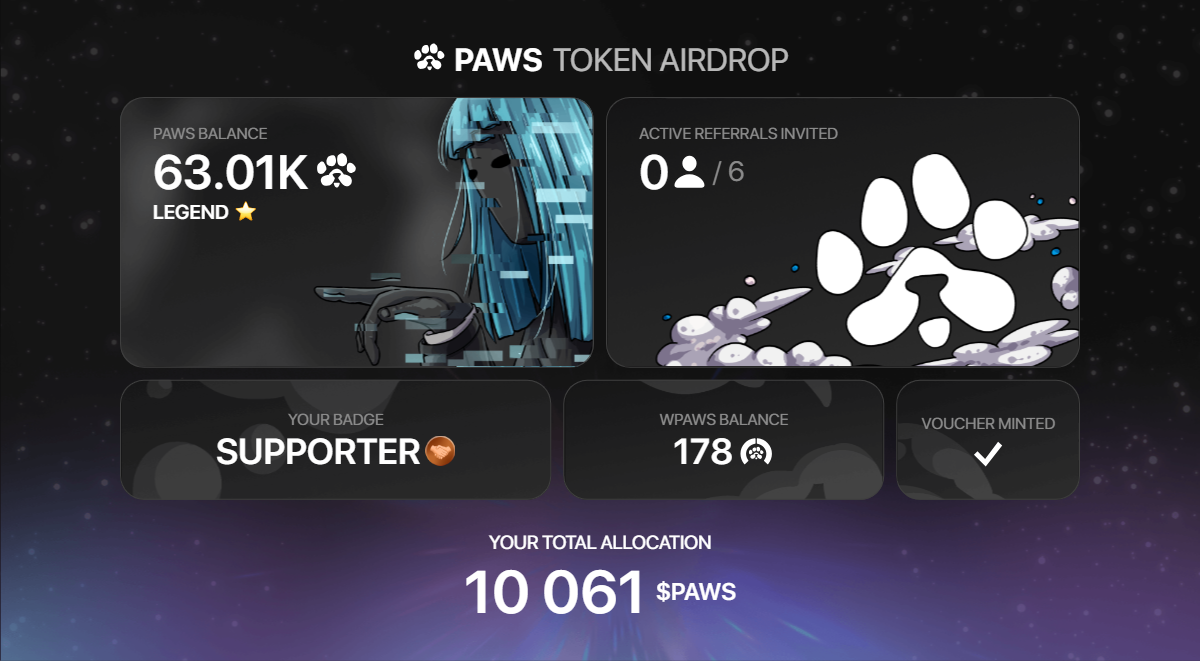 PAWS TOKEN AIRDROP
PAWS BALANCE
63.01K
LEGEND ⭐
ACTIVE REFERRALS INVITED
0 / 6
YOUR BADGE
SUPPORTER
WPAWS BALANCE
178
VOUCHER MINTED
YOUR TOTAL ALLOCATION
10 061 $PAWS